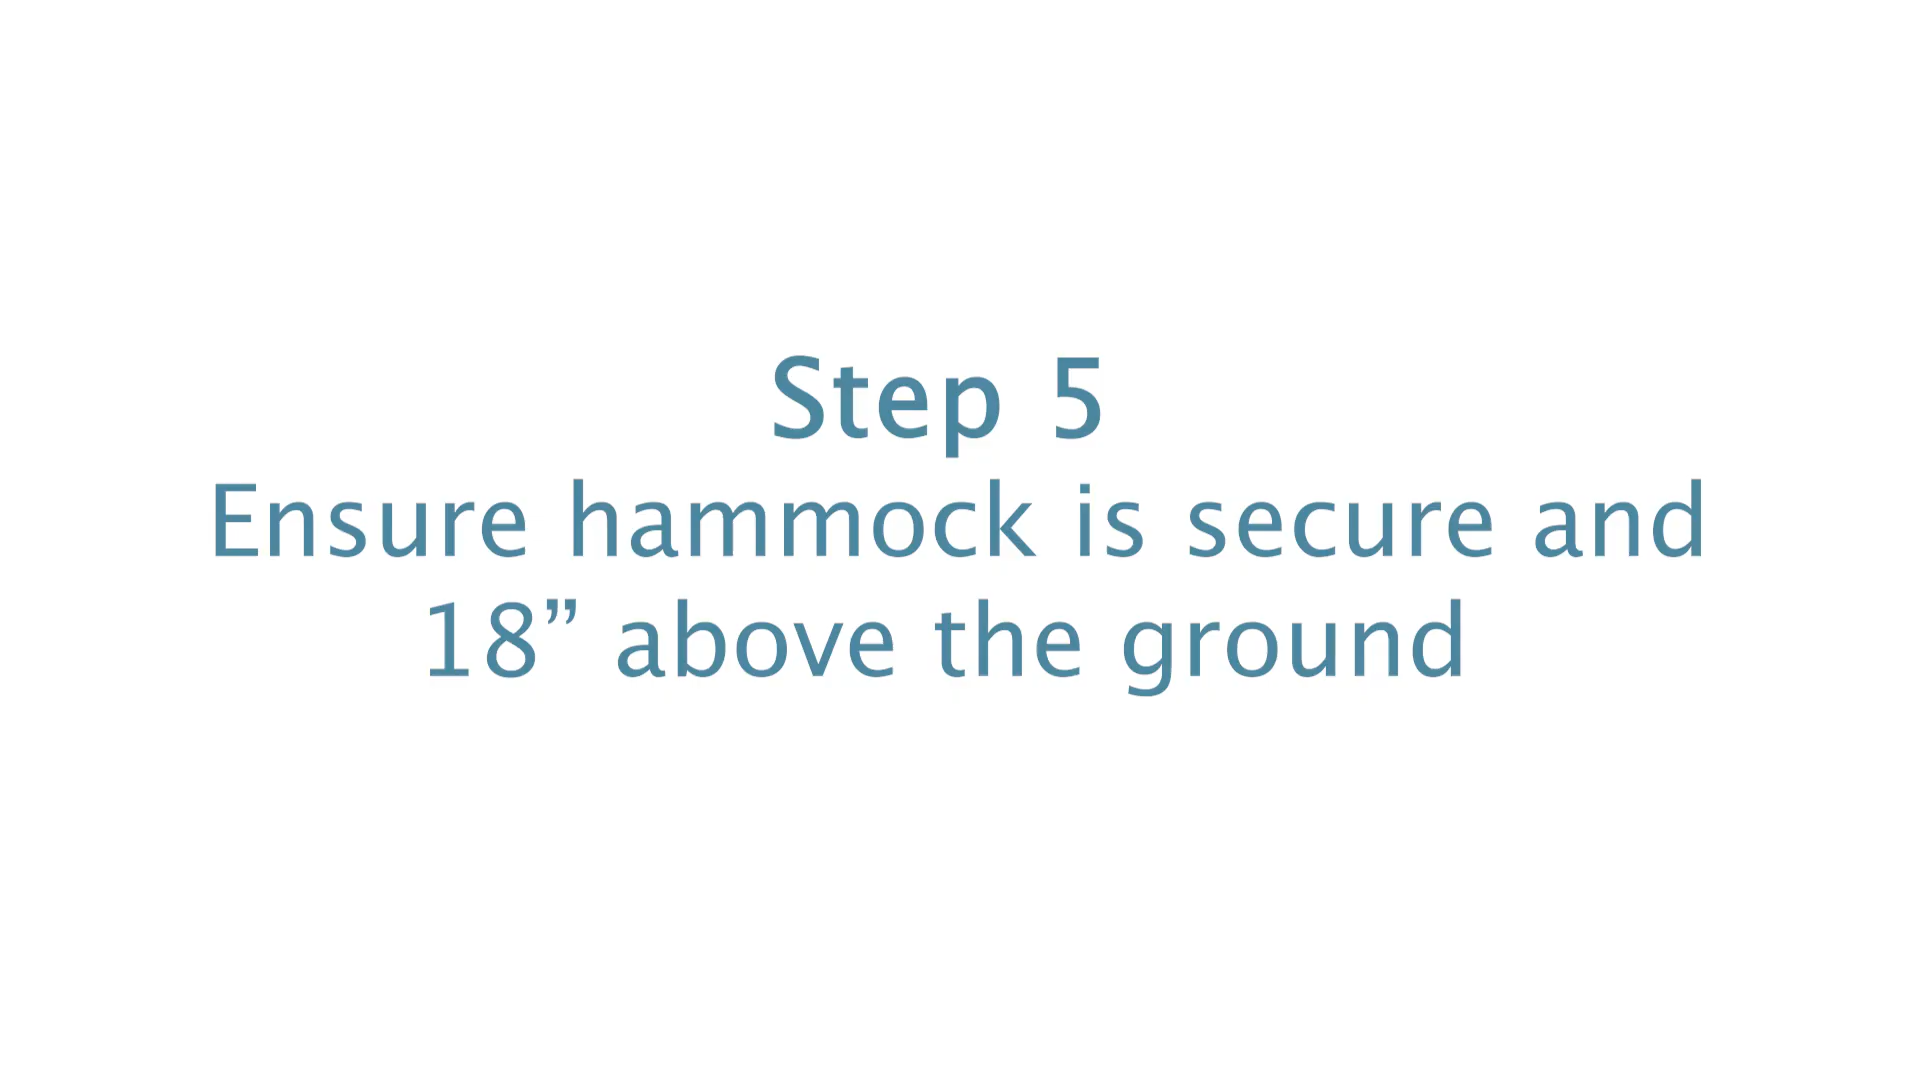 Step 5
Ensure hammock is secure and
18” above the ground